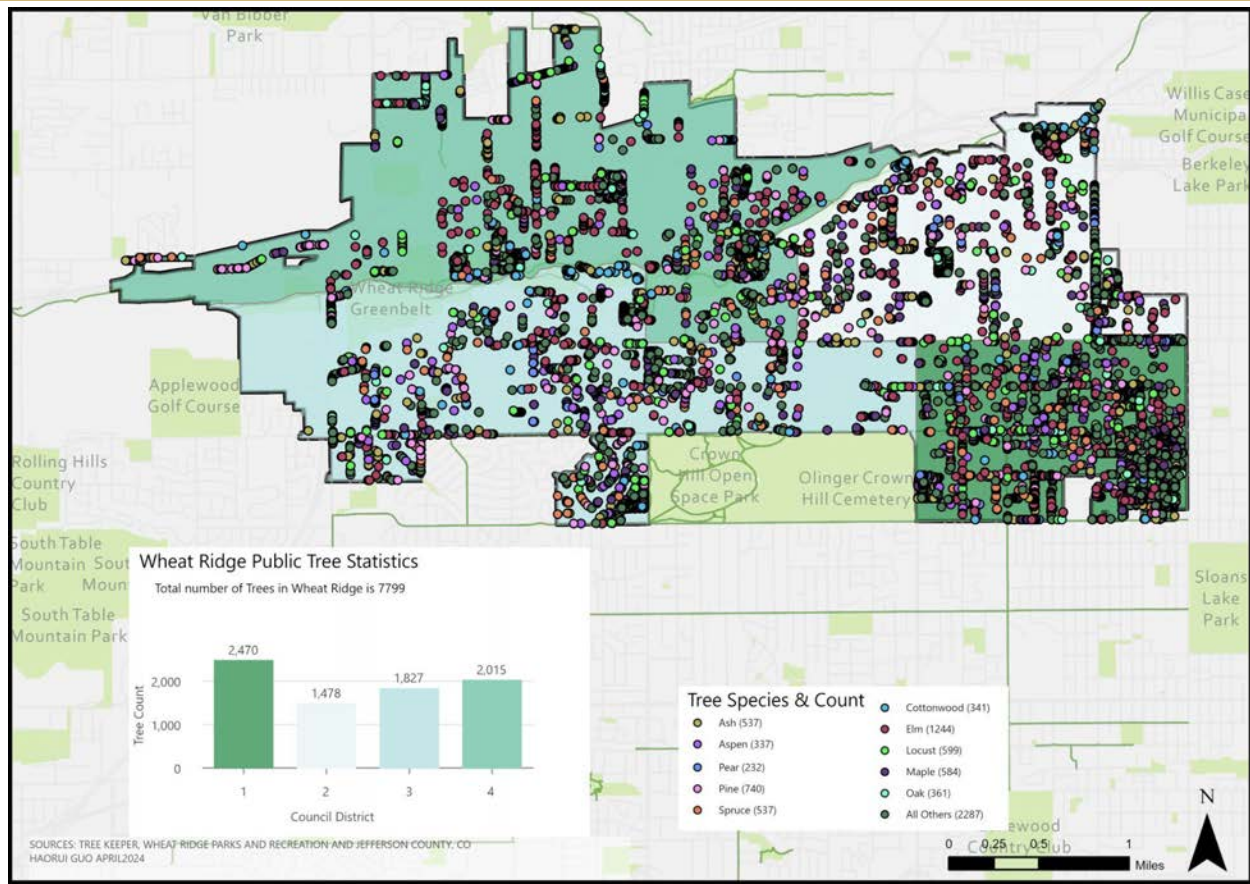 Van Bibber
Park
Willis Case
Municipa
Golf Course
Berkeley
Lake Park
Wheat Ridge
Greenbelt
Applewood
Golf Course
Rolling Hills
Country
Club
Crown
Hill Open
Space Park
Olinger Crown
Hill Cemetery
South Table
Mountain
Park
Sout
Moun
South Table
Mountain Park
Sloans
Lake
Park
Wheat Ridge Public Tree Statistics
Total number of Trees in Wheat Ridge is 7799
2,470
1,478
1,827
2,015
2,000
1,000
0
Tree Count
1
2
3
4
Council District
Tree Species & Count
Ash (537)
Aspen (337)
Pear (232)
Pine (740)
Spruce (537)
Cottonwood (341)
Elm (1244)
Locust (599)
Maple (584)
Oak (361)
All Others (2287)
ewood
Country Club
N
0 0.25 0.5 1
Miles
SOURCES: TREE KEEPER, WHEAT RIDGE PARKS AND RECREATION AND JEFFERSON COUNTY, CO
HAORUI GUO APRIL2024